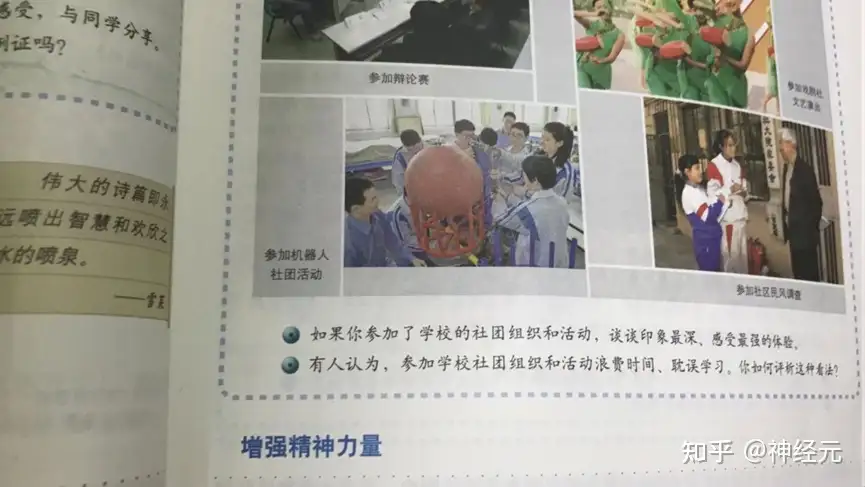 感受，与同学分享。
例证吗？
伟大的诗篇即永
远喷出智慧和欢欣之
水的喷泉。
——雪莱
参加辩论赛
参加戏剧社
文艺演出
参加机器人
社团活动
参加社区民风调查
如果你参加了学校的社团组织和活动，谈谈印象最深、感受最强的体验。
有人认为，参加学校社团组织和活动浪费时间、耽误学习。你如何评析这种看法？
增强精神力量
知乎 @神经元